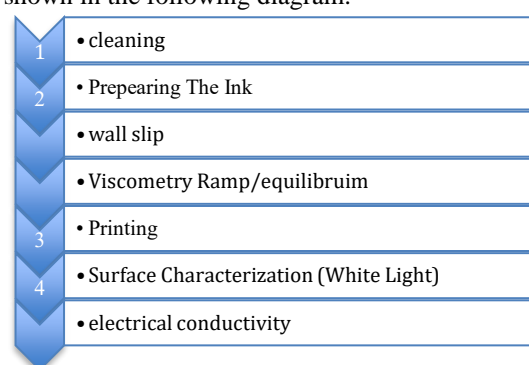 shown in the following diagram:
1
• cleaning
2
• Prepearing The Ink
• wall slip
• Viscometry Ramp/equilibruim
3
• Printing
4
• Surface Characterization (White Light)
• electrical conductivity